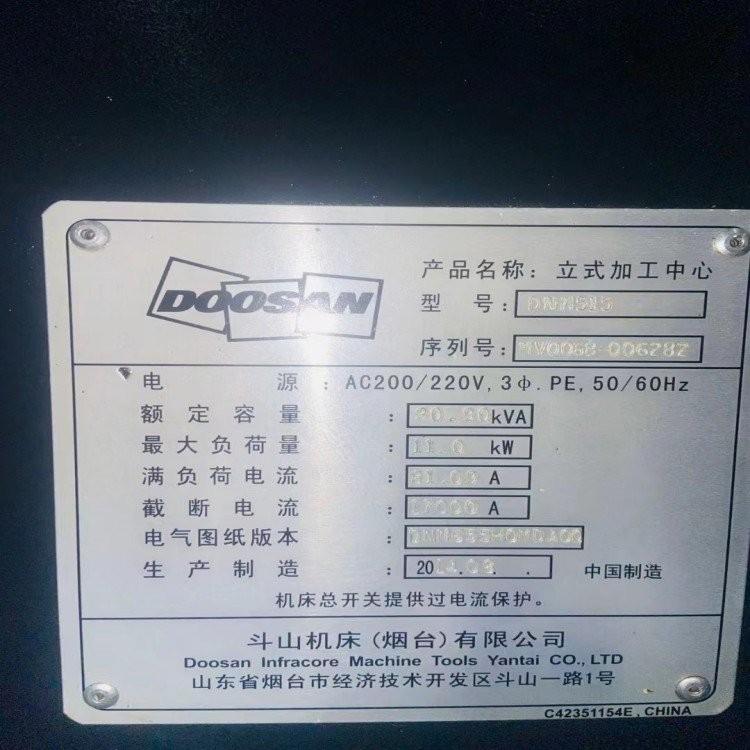 DOOSAN
产品名称: 立式加工中心
型 号: DNM515
序列号:
电 源 : AC200/220V, 3φ. PE, 50/60Hz
额定容量 : kVA
最大负荷量 : 11.0 kW
满负荷电流 : A
截断电流 : A
电气图纸版本 :
生产制造 : 2014.08. . 中国制造
机床总开关提供过电流保护。
斗山机床(烟台)有限公司
Doosan Infracore Machine Tools Yantai CO., LTD
山东省烟台市经济技术开发区斗山一路1号
C42351154E, CHINA